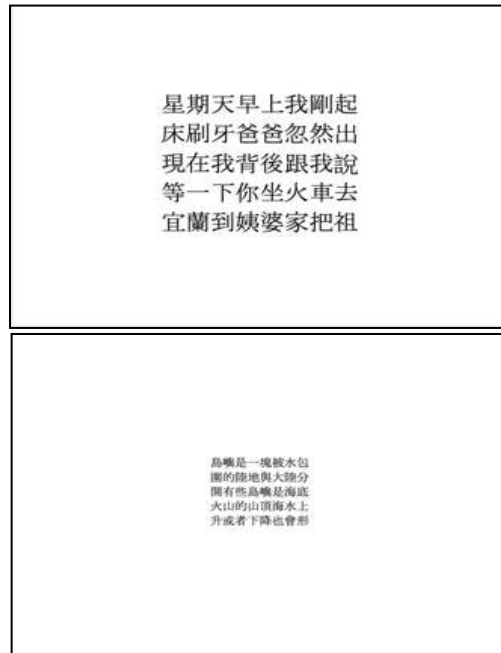 星期天早上我剛起
床刷牙爸爸忽然出
現在我背後跟我說
等一下你坐火車去
宜蘭到姨婆家把祖
島嶼是一塊被水包
圍的陸地與大陸分
開有些島嶼是海底
火山的山頂海水上
升或者下降也會形